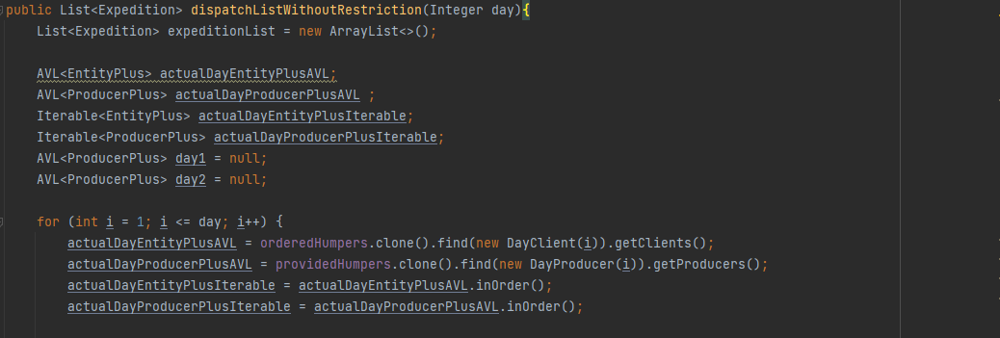 public List<Expedition> dispatchListWithoutRestriction(Integer day){
List<Expedition> expeditionList = new ArrayList<>();
AVL<EntityPlus> actualDayEntityPlusAVL;
AVL<ProducerPlus> actualDayProducerPlusAVL ;
Iterable<EntityPlus> actualDayEntityPlusIterable;
Iterable<ProducerPlus> actualDayProducerPlusIterable;
AVL<ProducerPlus> day1 = null;
AVL<ProducerPlus> day2 = null;
for (int i = 1; i <= day; i++) {
actualDayEntityPlusAVL = orderedHumpers.clone().find(new DayClient(i)).getClients();
actualDayProducerPlusAVL = providedHumpers.clone().find(new DayProducer(i)).getProducers();
actualDayEntityPlusIterable = actualDayEntityPlusAVL.inOrder();
actualDayProducerPlusIterable = actualDayProducerPlusAVL.inOrder();